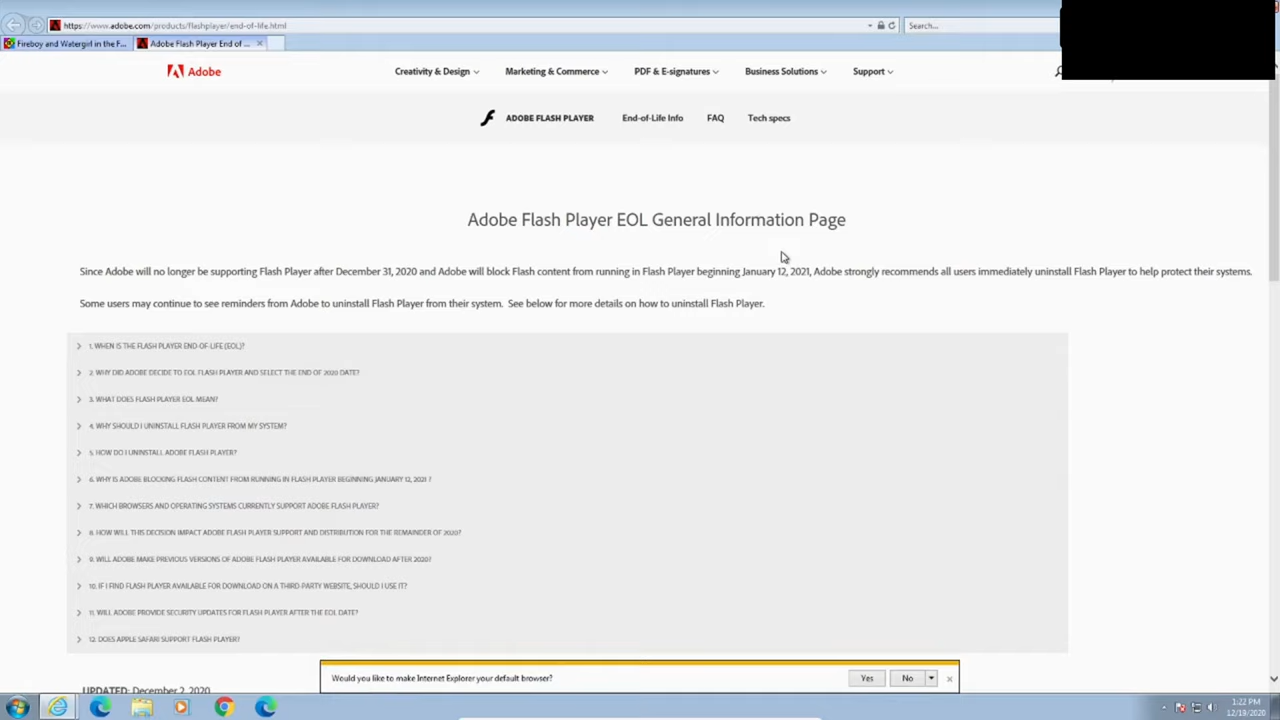 https://www.adobe.com/products/flashplayer/end-of-life.html
Search...
Fireboy and Watergirl in the F...
Adobe Flash Player End of ...
Adobe
Creativity & Design
Marketing & Commerce
PDF & E-signatures
Business Solutions
Support
ADOBE FLASH PLAYER
End-of-Life Info
FAQ
Tech specs
Adobe Flash Player EOL General Information Page
Since Adobe will no longer be supporting Flash Player after December 31, 2020 and Adobe will block Flash content from running in Flash Player beginning January 12, 2021, Adobe strongly recommends all users immediately uninstall Flash Player to help protect their systems.
Some users may continue to see reminders from Adobe to uninstall Flash Player from their system. See below for more details on how to uninstall Flash Player.
1. WHEN IS THE FLASH PLAYER END-OF-LIFE (EOL)?
2. WHY DID ADOBE DECIDE TO EOL FLASH PLAYER AND SELECT THE END OF 2020 DATE?
3. WHAT DOES FLASH PLAYER EOL MEAN?
4. WHY SHOULD I UNINSTALL FLASH PLAYER FROM MY SYSTEM?
5. HOW DO I UNINSTALL ADOBE FLASH PLAYER?
6. WHY IS ADOBE BLOCKING FLASH CONTENT FROM RUNNING IN FLASH PLAYER BEGINNING JANUARY 12, 2021 ?
7. WHICH BROWSERS AND OPERATING SYSTEMS CURRENTLY SUPPORT ADOBE FLASH PLAYER?
8. HOW WILL THIS DECISION IMPACT ADOBE FLASH PLAYER SUPPORT AND DISTRIBUTION FOR THE REMAINDER OF 2020?
9. WILL ADOBE MAKE PREVIOUS VERSIONS OF ADOBE FLASH PLAYER AVAILABLE FOR DOWNLOAD AFTER 2020?
10. IF I FIND FLASH PLAYER AVAILABLE FOR DOWNLOAD ON A THIRD-PARTY WEBSITE, SHOULD I USE IT?
11. WILL ADOBE PROVIDE SECURITY UPDATES FOR FLASH PLAYER AFTER THE EOL DATE?
12. DOES APPLE SAFARI SUPPORT FLASH PLAYER?
UPDATED: December 2, 2020
Would you like to make Internet Explorer your default browser?
Yes
No
1:22 PM
12/19/2020